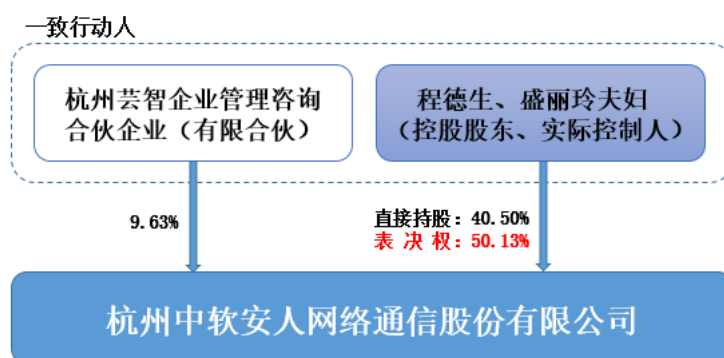 一致行动人
杭州芸智企业管理咨询
合伙企业（有限合伙）
程德生、盛丽玲夫妇
（控股股东、实际控制人）
9.63%
直接持股：40.50%
表 决 权：50.13%
杭州中软安人网络通信股份有限公司